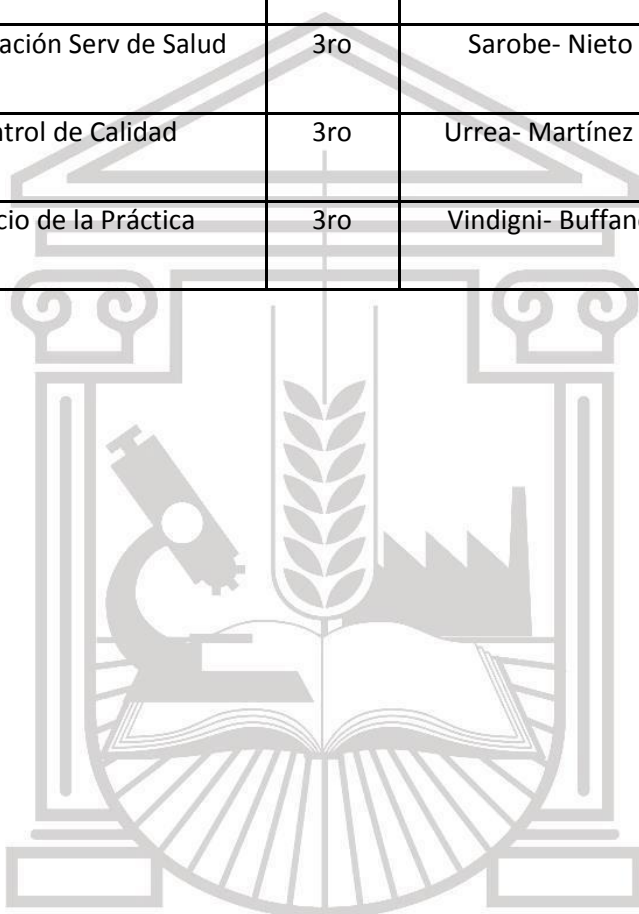 ación Serv de Salud 3ro Sarobe- Nieto
ntrol de Calidad 3ro Urrea- Martínez
cio de la Práctica 3ro Vindigni- Buffan